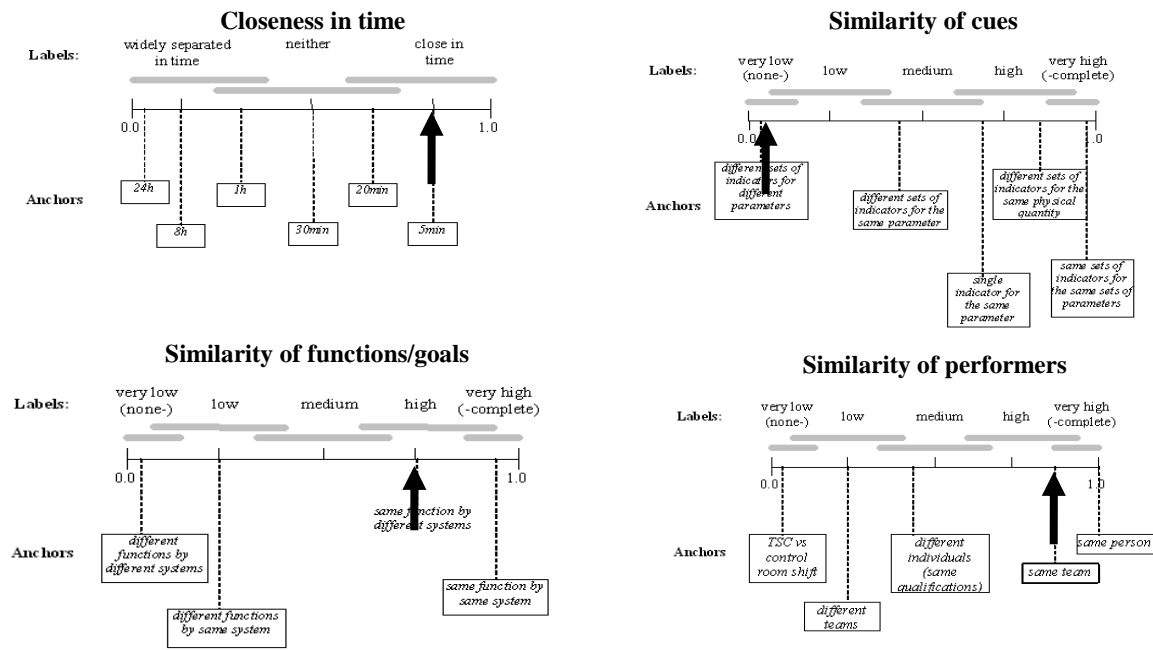 Closeness in time
Labels:
widely separated
in time
neither
close in
time
0.0
1.0
Anchors
24h
8h
1h
30min
20min
5min
Similarity of cues
Labels:
very low
(none-)
low
medium
high
very high
(-complete)
0.0
1.0
Anchors
different sets of
indicators for
different
parameters
different sets of
indicators for the
same parameter
single
indicator for
the same
parameter
different sets of
indicators for the
same physical
quantity
same sets of
indicators for
the same sets of
parameters
Similarity of functions/goals
Labels:
very low
(none-)
low
medium
high
very high
(-complete)
0.0
1.0
Anchors
different
functions by
different systems
different functions
by same system
same function by
different systems
same function by
same system
Similarity of performers
Labels:
very low
(none-)
low
medium
high
very high
(-complete)
0.0
1.0
Anchors
TSC vs
control
room shift
different
teams
different
individuals
(same
qualifications)
same team
same person